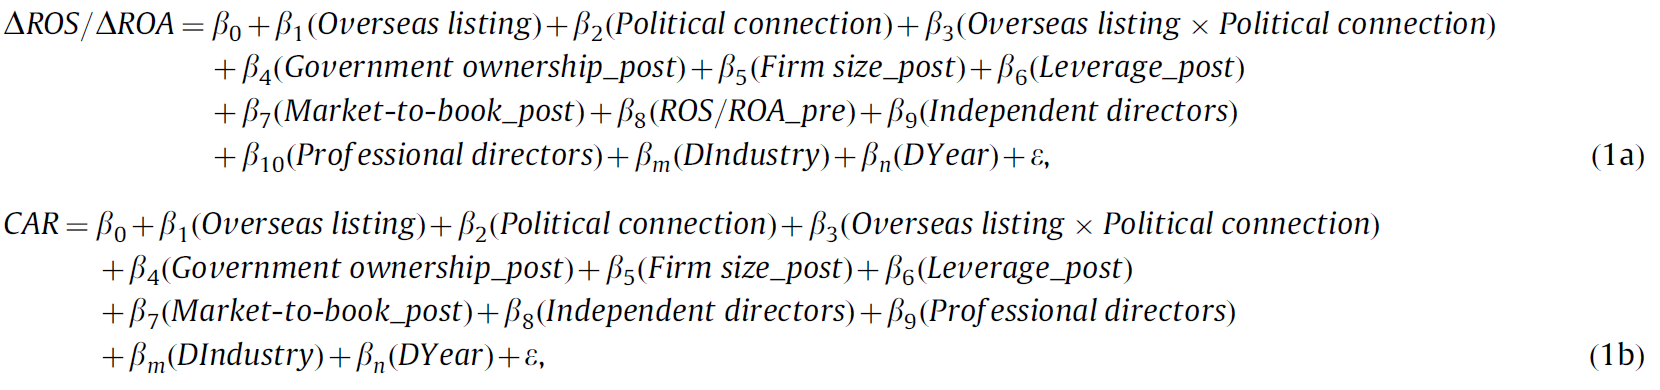 ΔROS/ΔROA = β₀ + β₁(Overseas listing) + β₂(Political connection) + β₃(Overseas listing × Political connection)
+ β₄(Government ownership_post) + β₅(Firm size_post) + β₆(Leverage_post)
+ β₇(Market-to-book_post) + β₈(ROS/ROA_pre) + β₉(Independent directors)
+ β₁₀(Professional directors) + βₘ(DIndustry) + βₙ(DYear) + ε, (1a)
CAR = β₀ + β₁(Overseas listing) + β₂(Political connection) + β₃(Overseas listing × Political connection)
+ β₄(Government ownership_post) + β₅(Firm size_post) + β₆(Leverage_post)
+ β₇(Market-to-book_post) + β₈(Independent directors) + β₉(Professional directors)
+ βₘ(DIndustry) + βₙ(DYear) + ε, (1b)